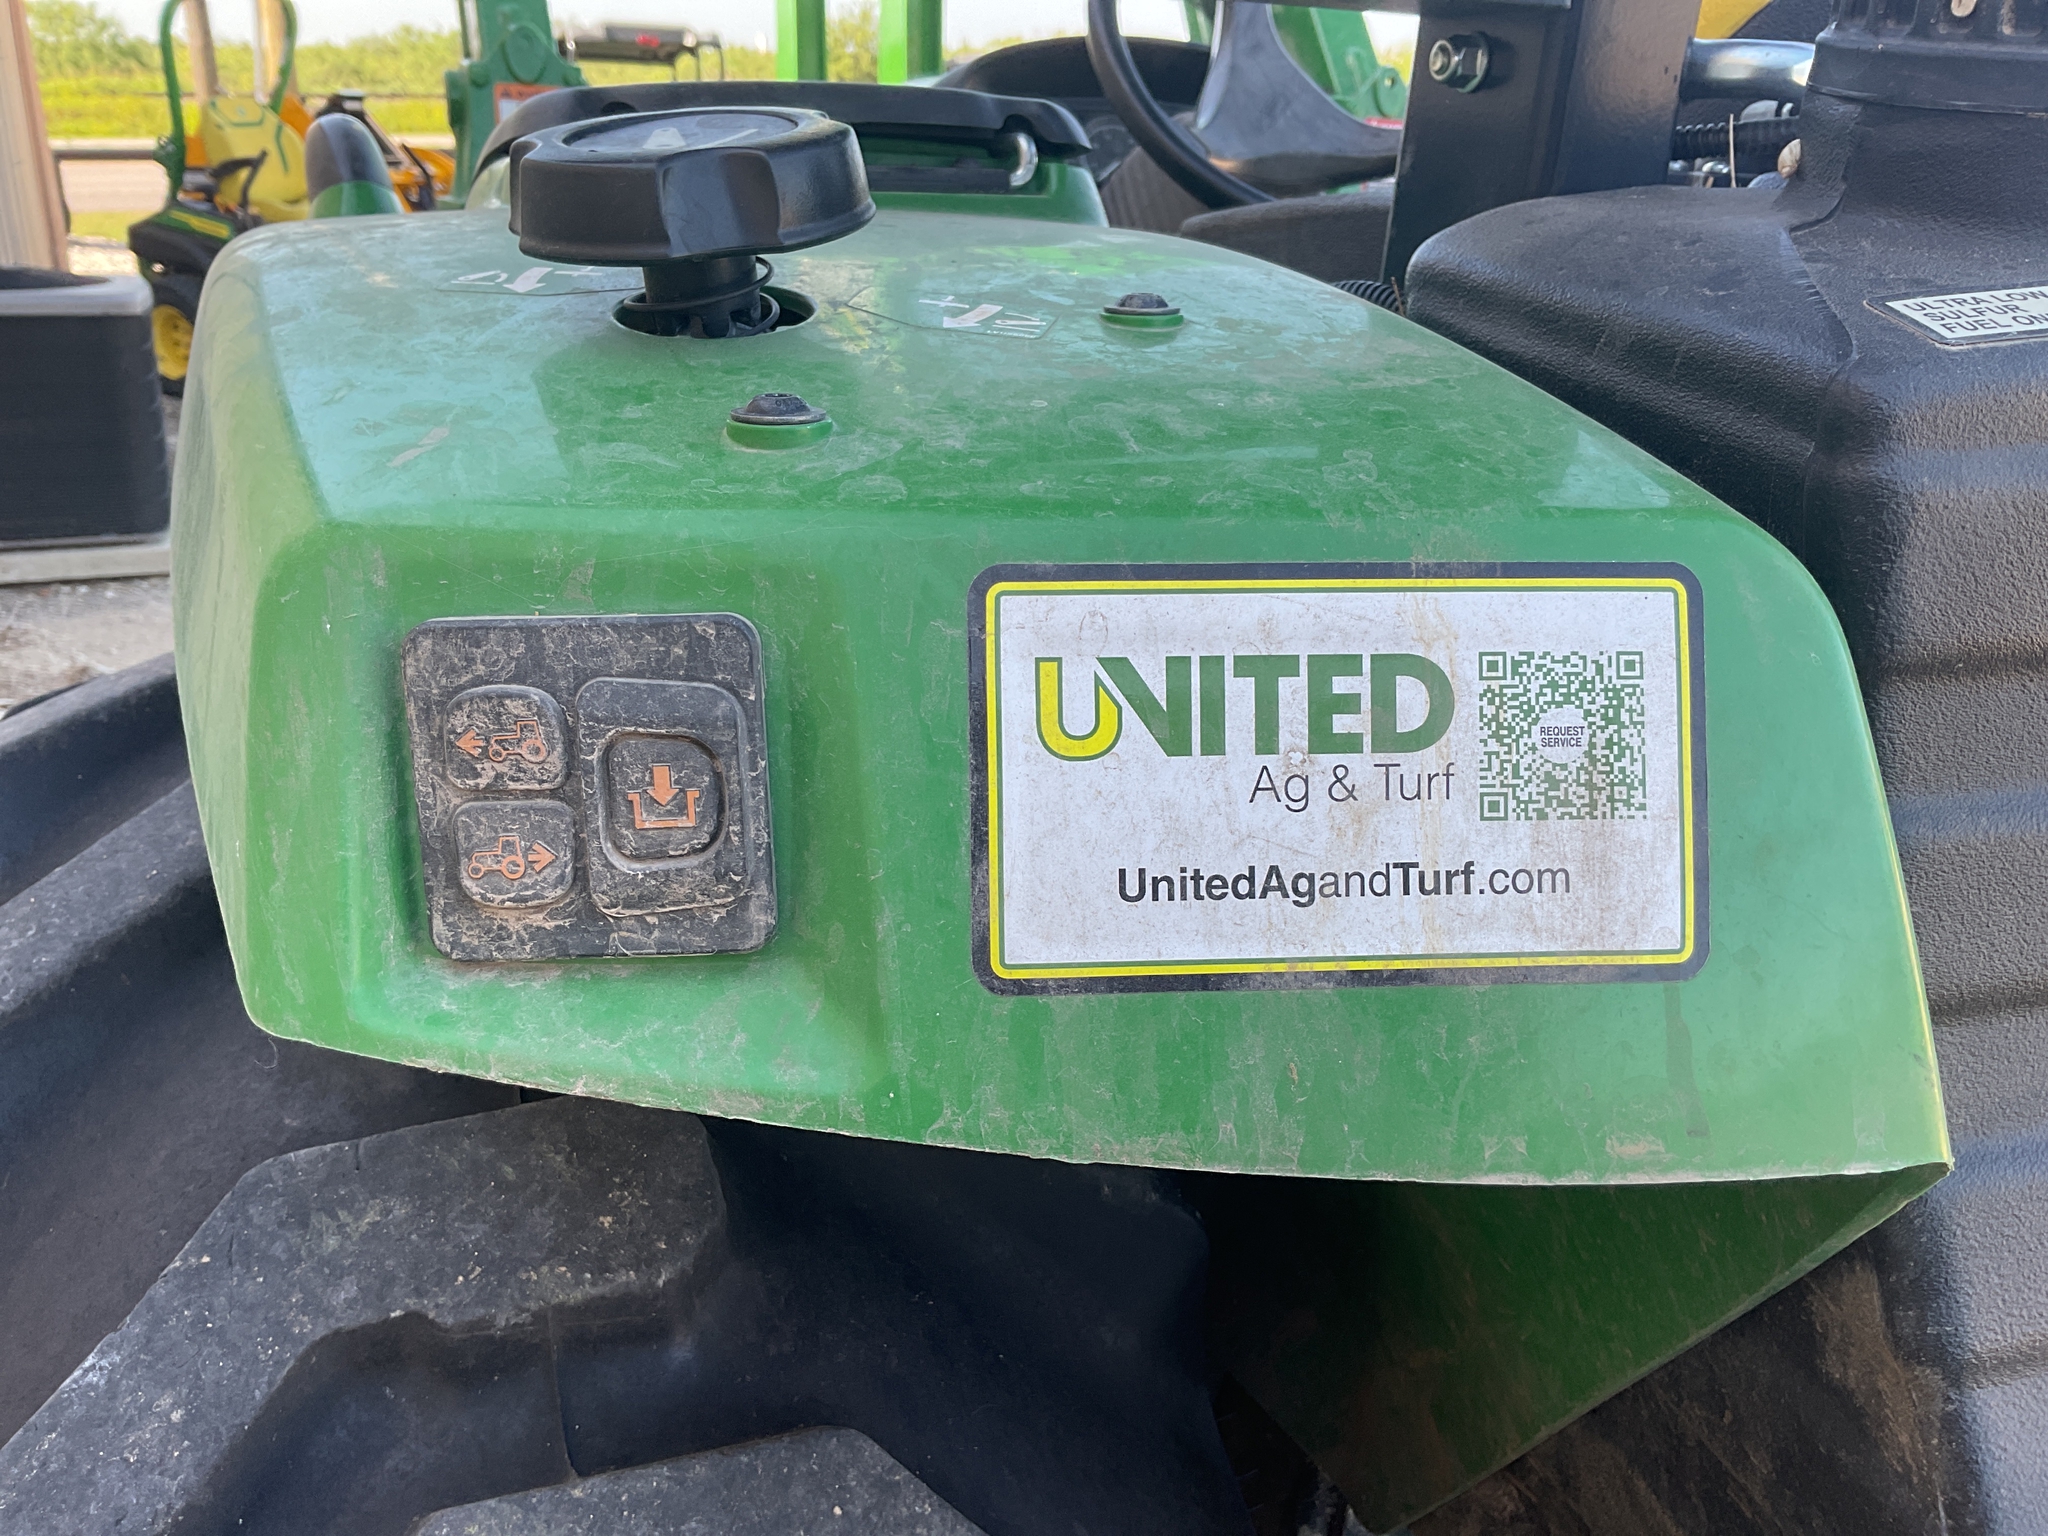 ULTRA LOW
SULFUR
FUEL ON
UNITED
Ag & Turf
REQUEST
SERVICE
UnitedAgandTurf.com